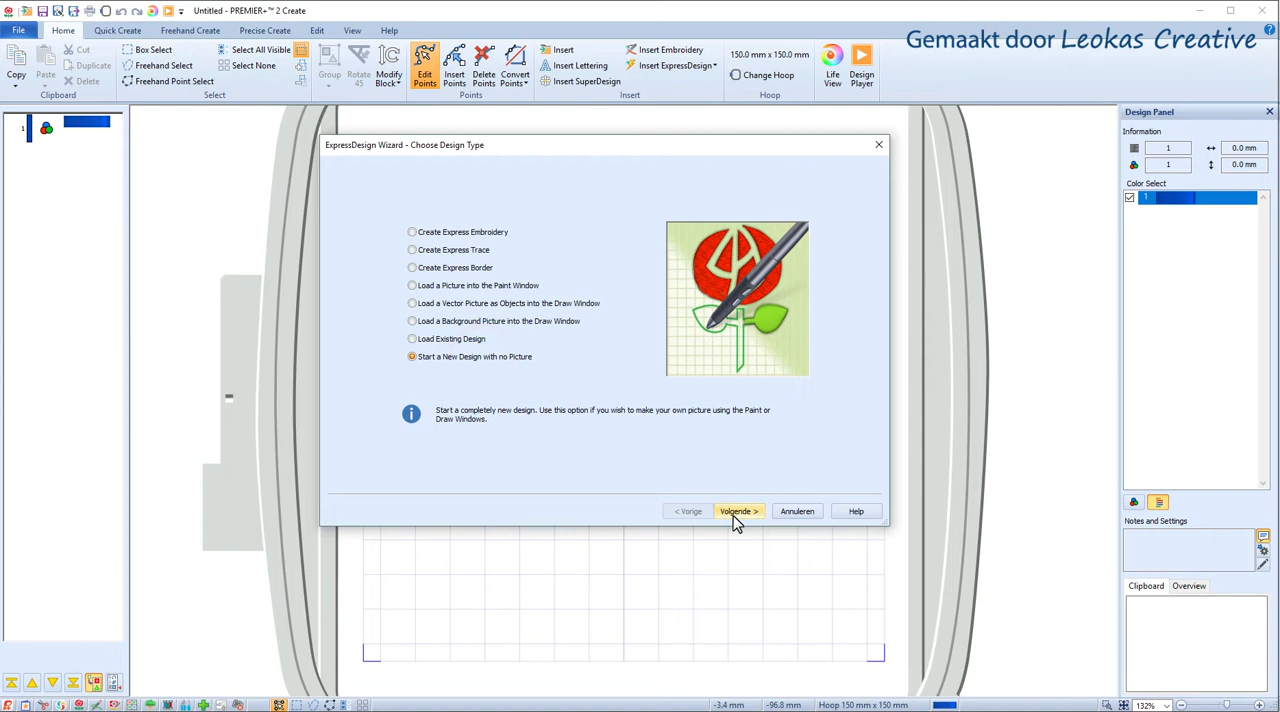 Untitled - PREMIER+™ 2 Create
File
Home
Quick Create
Freehand Create
Precise Create
Edit
View
Help
Gemaakt door Leokas Creative
Copy
Paste
Cut
Duplicate
Delete
Clipboard
Box Select
Freehand Select
Freehand Point Select
Select All Visible
Select None
Select
Group
Rotate 45
Modify Block
Edit Points
Insert Points
Delete Points
Convert Points
Points
Insert
Insert Lettering
Insert SuperDesign
Insert Embroidery
Insert ExpressDesign
Insert
150.0 mm x 150.0 mm
Change Hoop
Hoop
Life View
Design Player
1
ExpressDesign Wizard - Choose Design Type
Create Express Embroidery
Create Express Trace
Create Express Border
Load a Picture into the Paint Window
Load a Vector Picture as Objects into the Draw Window
Load a Background Picture into the Draw Window
Load Existing Design
Start a New Design with no Picture
Start a completely new design. Use this option if you wish to make your own picture using the Paint or
Draw Windows.
< Vorige
Volgende >
Annuleren
Help
Design Panel
Information
1
0.0 mm
1
0.0 mm
Color Select
1
Notes and Settings
Clipboard
Overview
-3.4 mm
-96.8 mm
Hoop 150 mm x 150 mm
132%